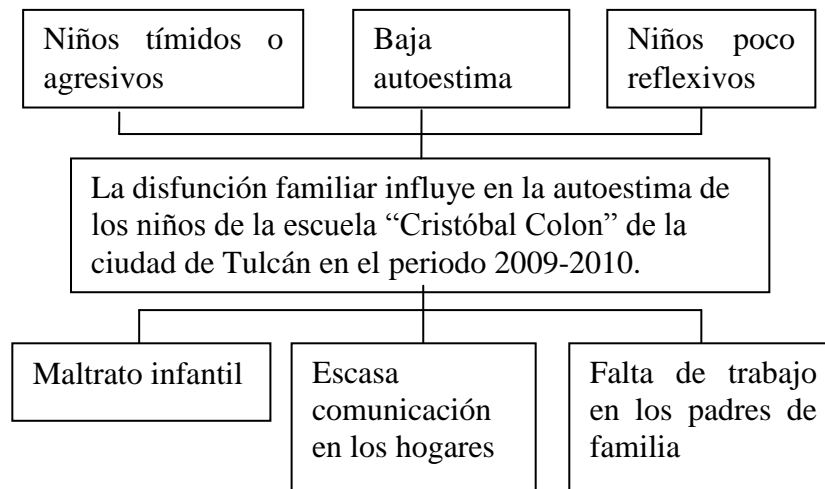 Niños tímidos o
agresivos
Baja
autoestima
Niños poco
reflexivos
La disfunción familiar influye en la autoestima de
los niños de la escuela “Cristóbal Colon” de la
ciudad de Tulcán en el periodo 2009-2010.
Maltrato infantil
Escasa
comunicación
en los hogares
Falta de trabajo
en los padres de
familia